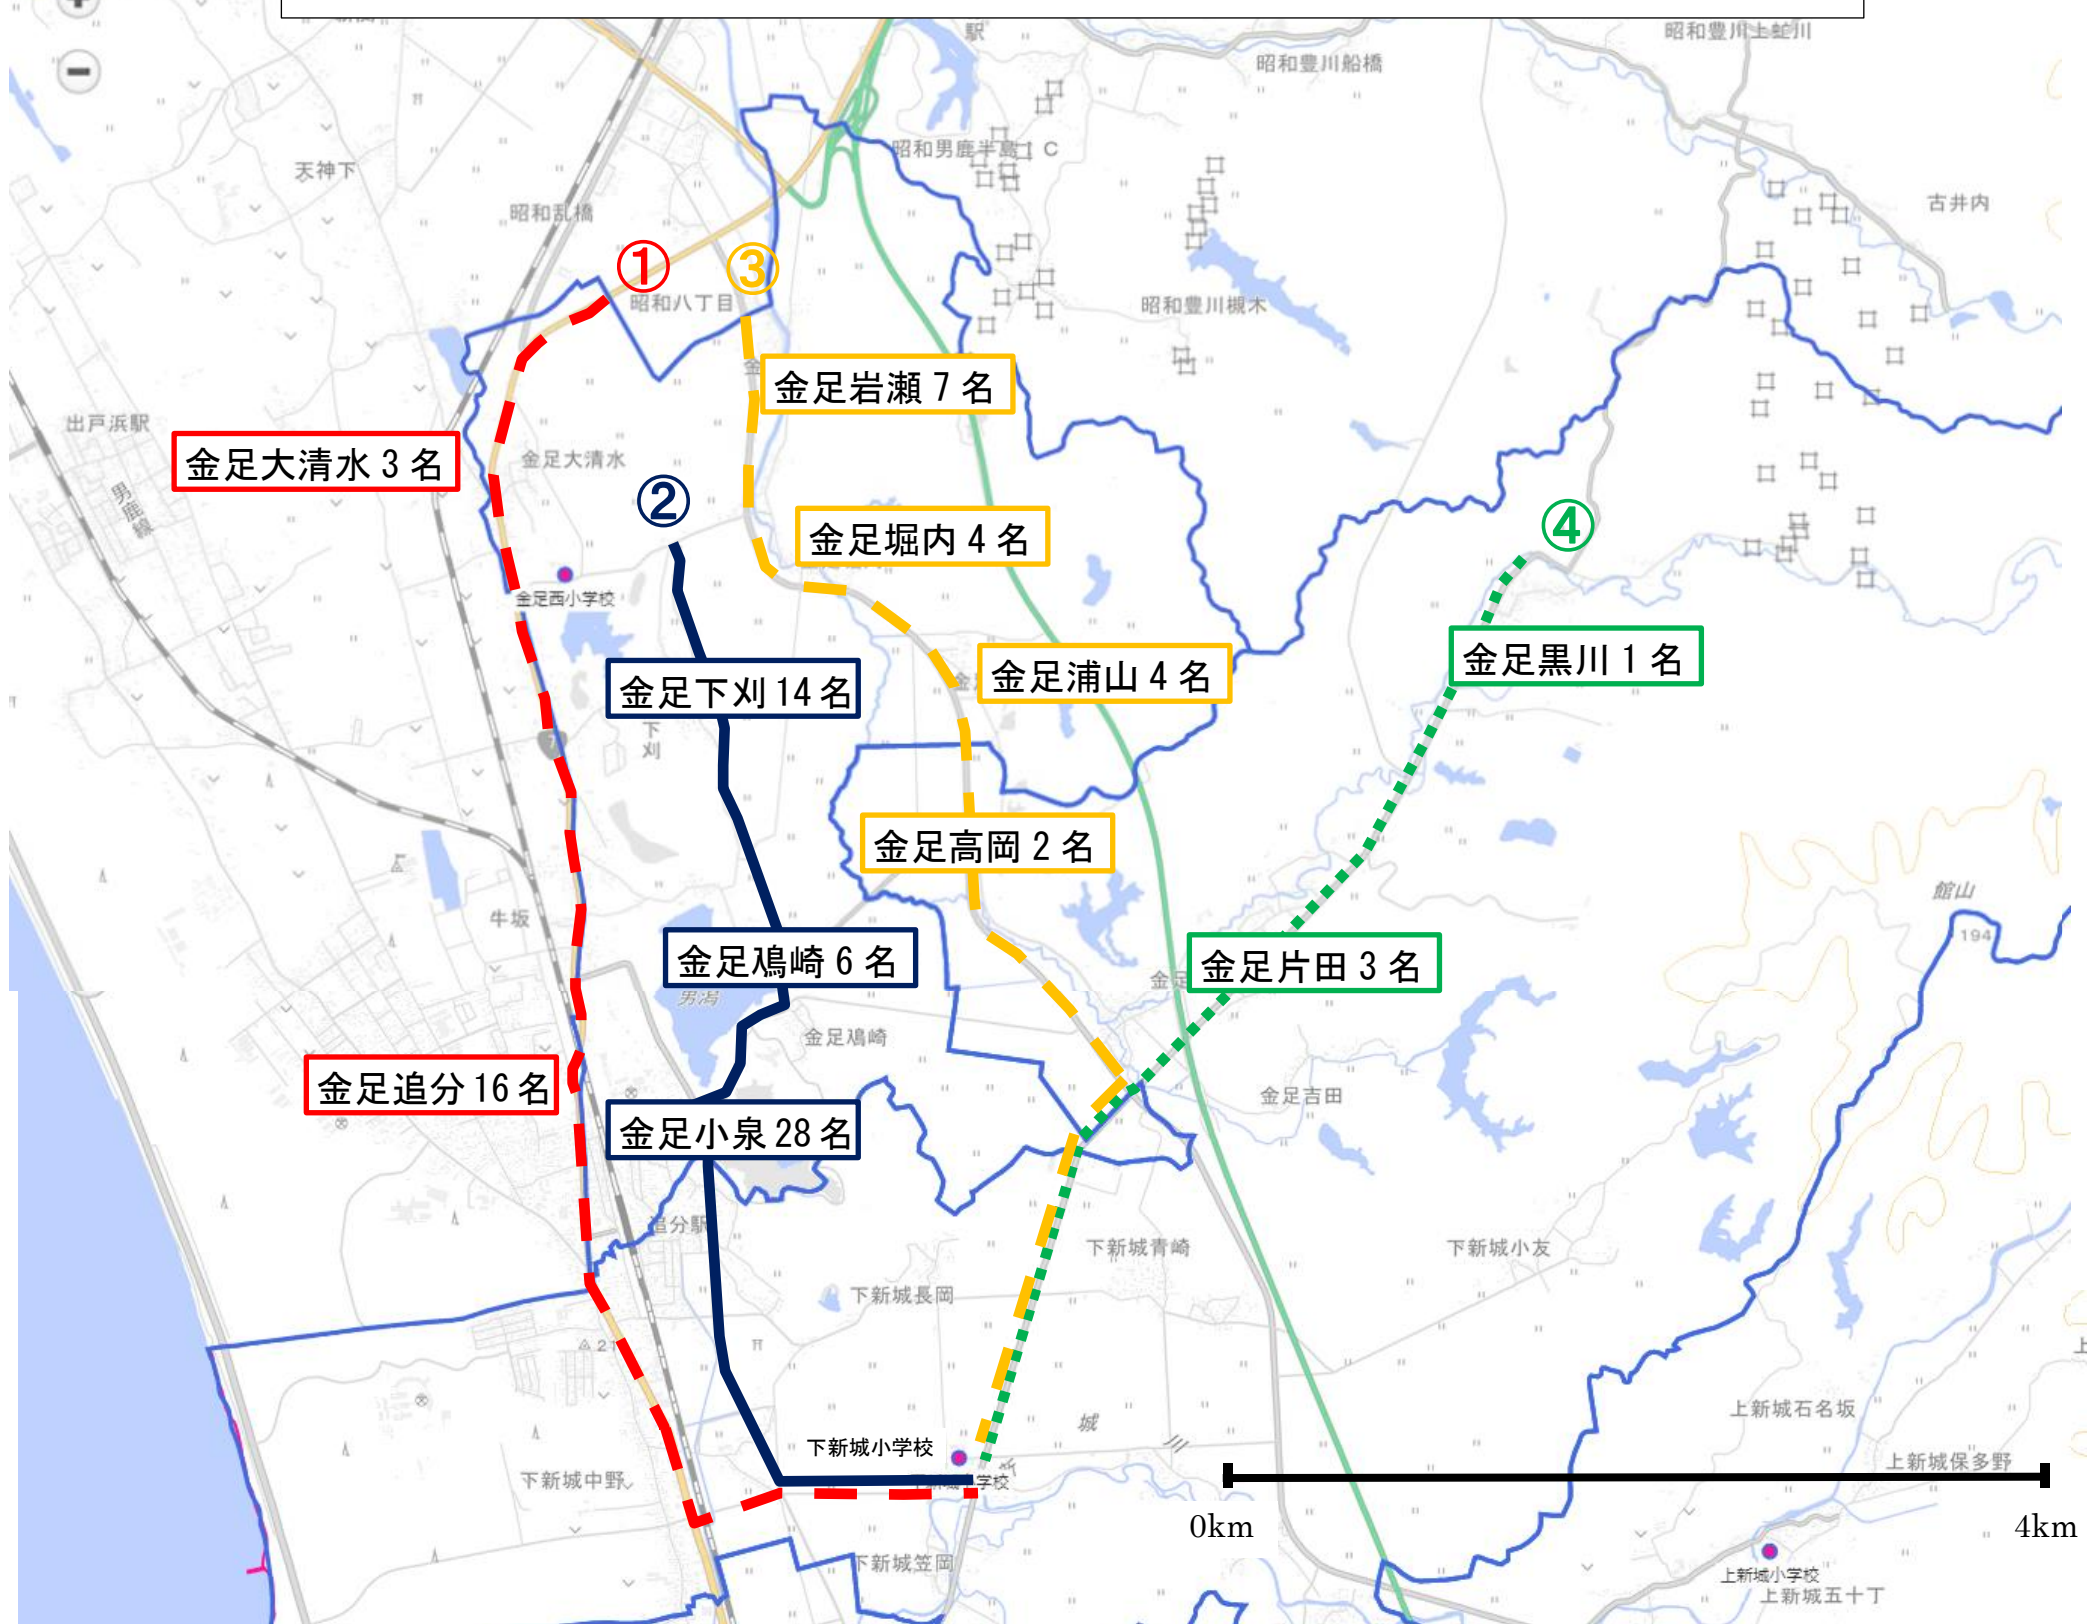 駅
昭和豊川上虻川
昭和豊川船橋
昭和男鹿半島IC
天神下
昭和乱橋
古井内
①
③
昭和八丁目
昭和豊川槻木
金足岩瀬 7 名
出戸浜駅
金足大清水 3 名
金足大清水
男鹿線
②
④
金足堀内 4 名
金足西小学校
金足黒川 1 名
金足浦山 4 名
金足下刈 14 名
下刈
7
金足高岡 2 名
館山
194
牛坂
金足鳰崎 6 名
金足片田 3 名
男潟
金足鳰崎
金足追分 16 名
金足吉田
金足小泉 28 名
追分駅
下新城青崎
下新城小友
下新城長岡
21
上新城石名坂
城
川
下新城小学校
下新城中野
上新城保多野
0km
4km
下新城笠岡
上新城小学校
上新城五十丁